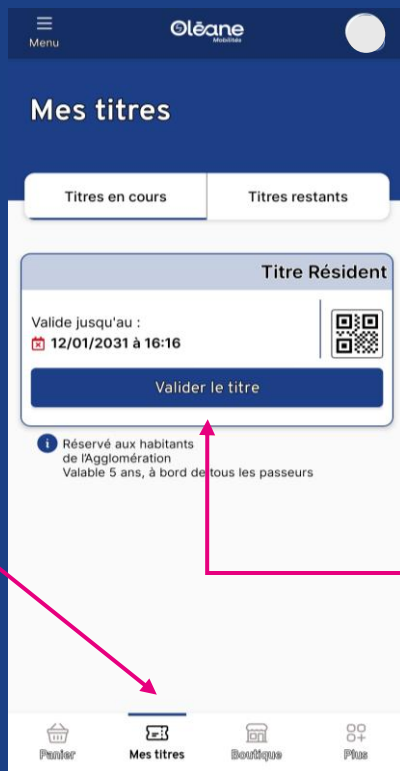 Menu
Oléane
Mobilités
Mes titres
Titres en cours
Titres restants
Titre Résident
Valide jusqu'au :
12/01/2031 à 16:16
Valider le titre
Réservé aux habitants
de l'Agglomération
Valable 5 ans, à bord de tous les passeurs
Panier
Mes titres
Boutique
Plus